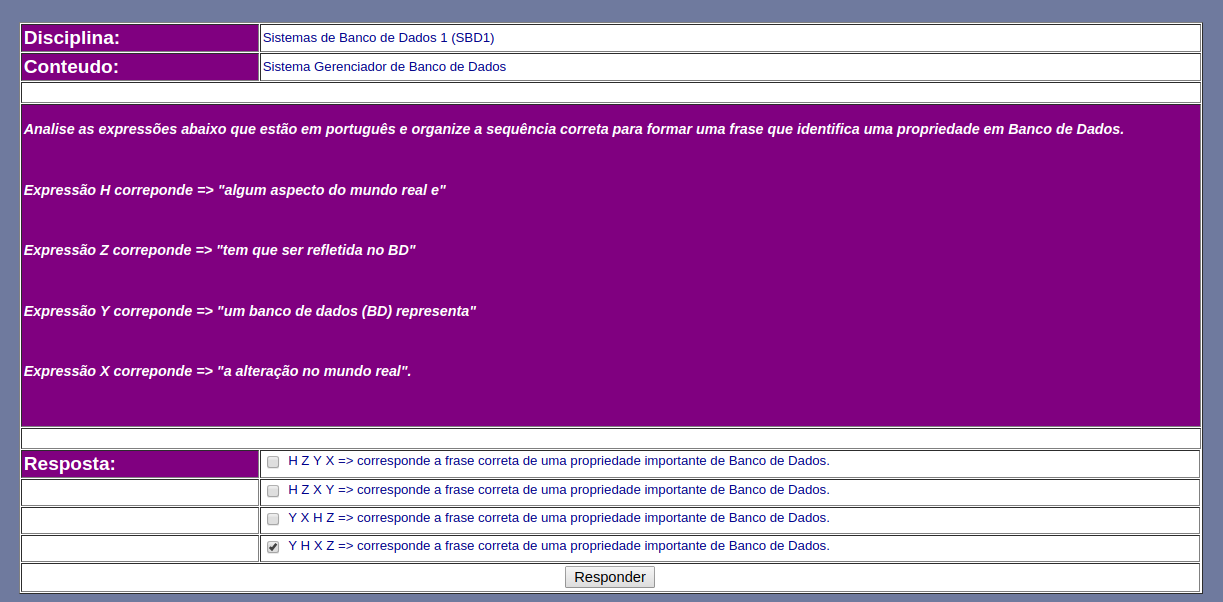 Disciplina: Sistemas de Banco de Dados 1 (SBD1)
Conteudo: Sistema Gerenciador de Banco de Dados
Analise as expressões abaixo que estão em português e organize a sequência correta para formar uma frase que identifica uma propriedade em Banco de Dados.
Expressão H correponde => "algum aspecto do mundo real e"
Expressão Z correponde => "tem que ser refletida no BD"
Expressão Y correponde => "um banco de dados (BD) representa"
Expressão X correponde => "a alteração no mundo real".
Resposta: H Z Y X => corresponde a frase correta de uma propriedade importante de Banco de Dados.
H Z X Y => corresponde a frase correta de uma propriedade importante de Banco de Dados.
Y X H Z => corresponde a frase correta de uma propriedade importante de Banco de Dados.
Y H X Z => corresponde a frase correta de uma propriedade importante de Banco de Dados.
Responder